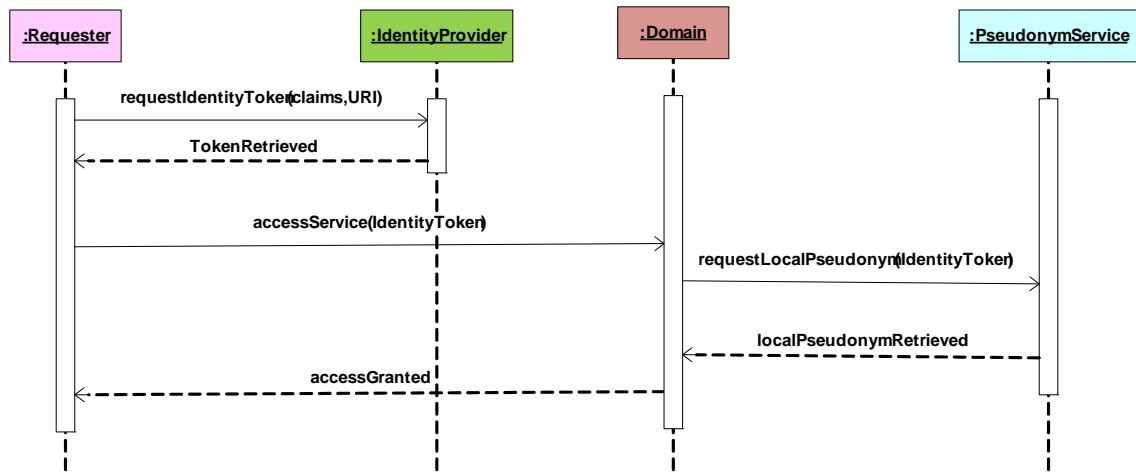 :Requester
:IdentityProvider
:Domain
:PseudonymService
requestIdentityToken(claims,URI)
TokenRetrieved
accessService(IdentityToken)
requestLocalPseudonym(IdentityToken)
localPseudonymRetrieved
accessGranted